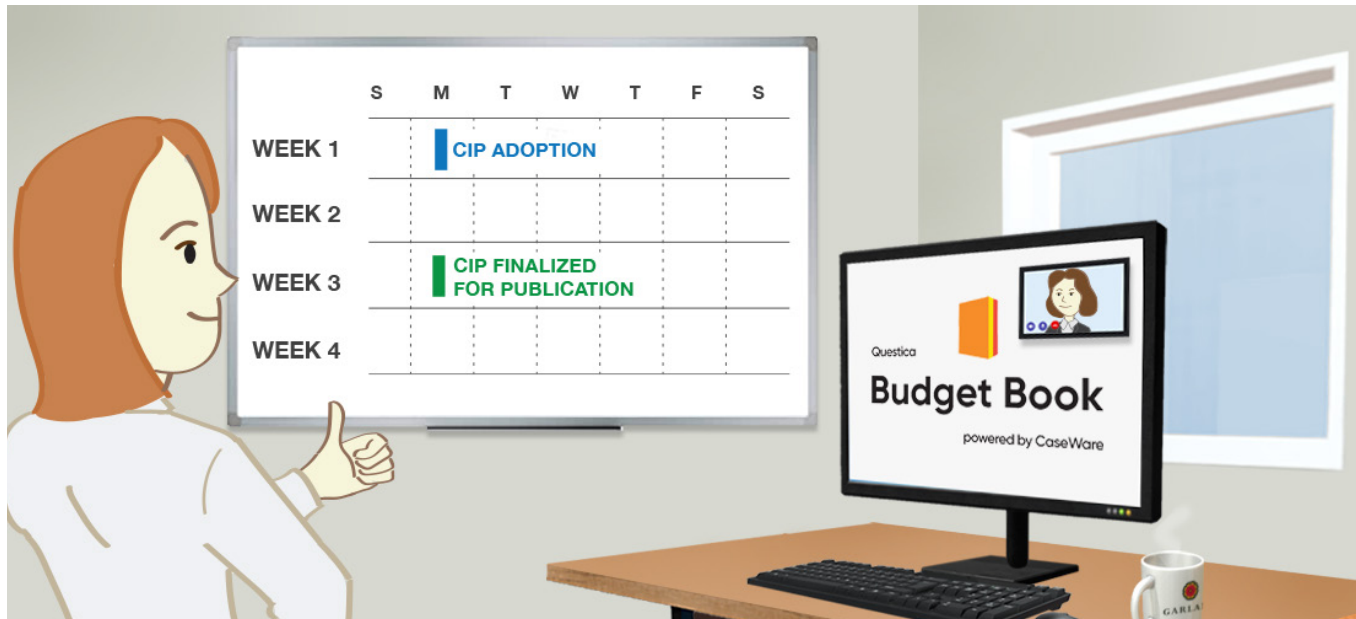 S M T W T F S
WEEK 1
CIP ADOPTION
WEEK 2
WEEK 3
CIP FINALIZED
FOR PUBLICATION
WEEK 4
Questica
Budget Book
powered by CaseWare